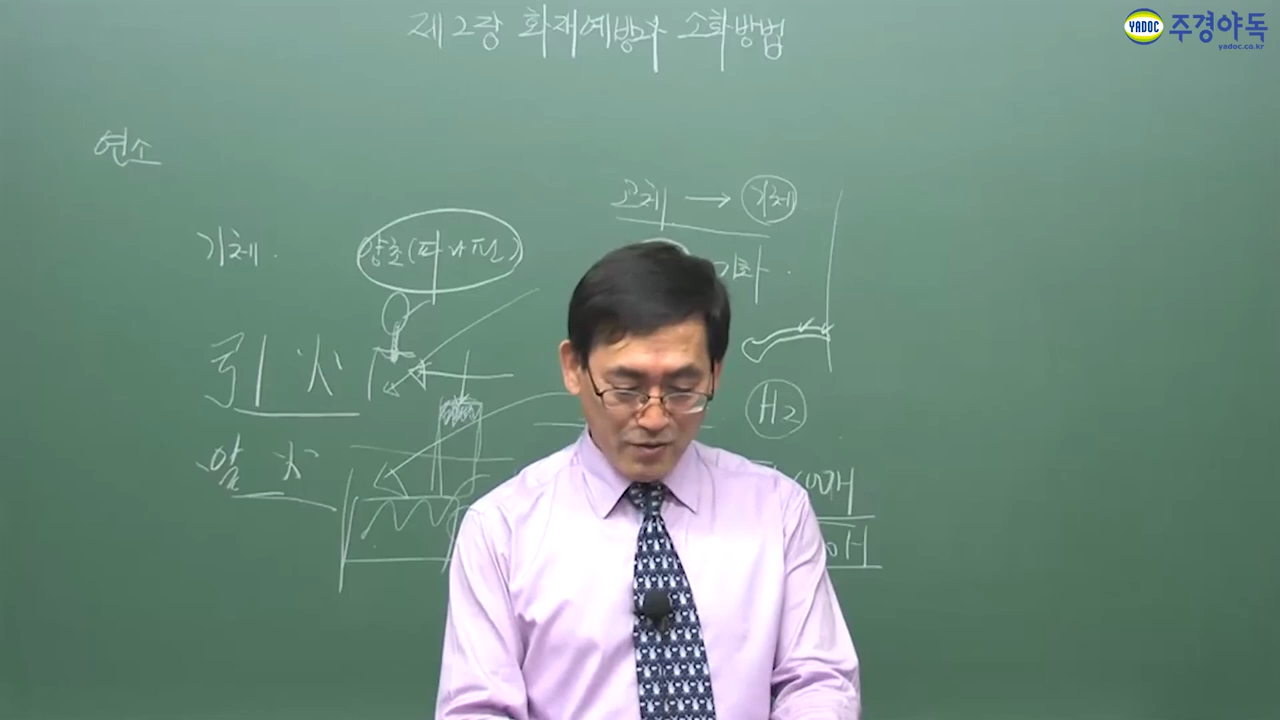 제2장 화재예방과 소화방법
YADOC 주경야독
yadoc.co.kr
연소
고체 → 기체
기체.
양초(파라핀)
기화.
引火
H2
발火